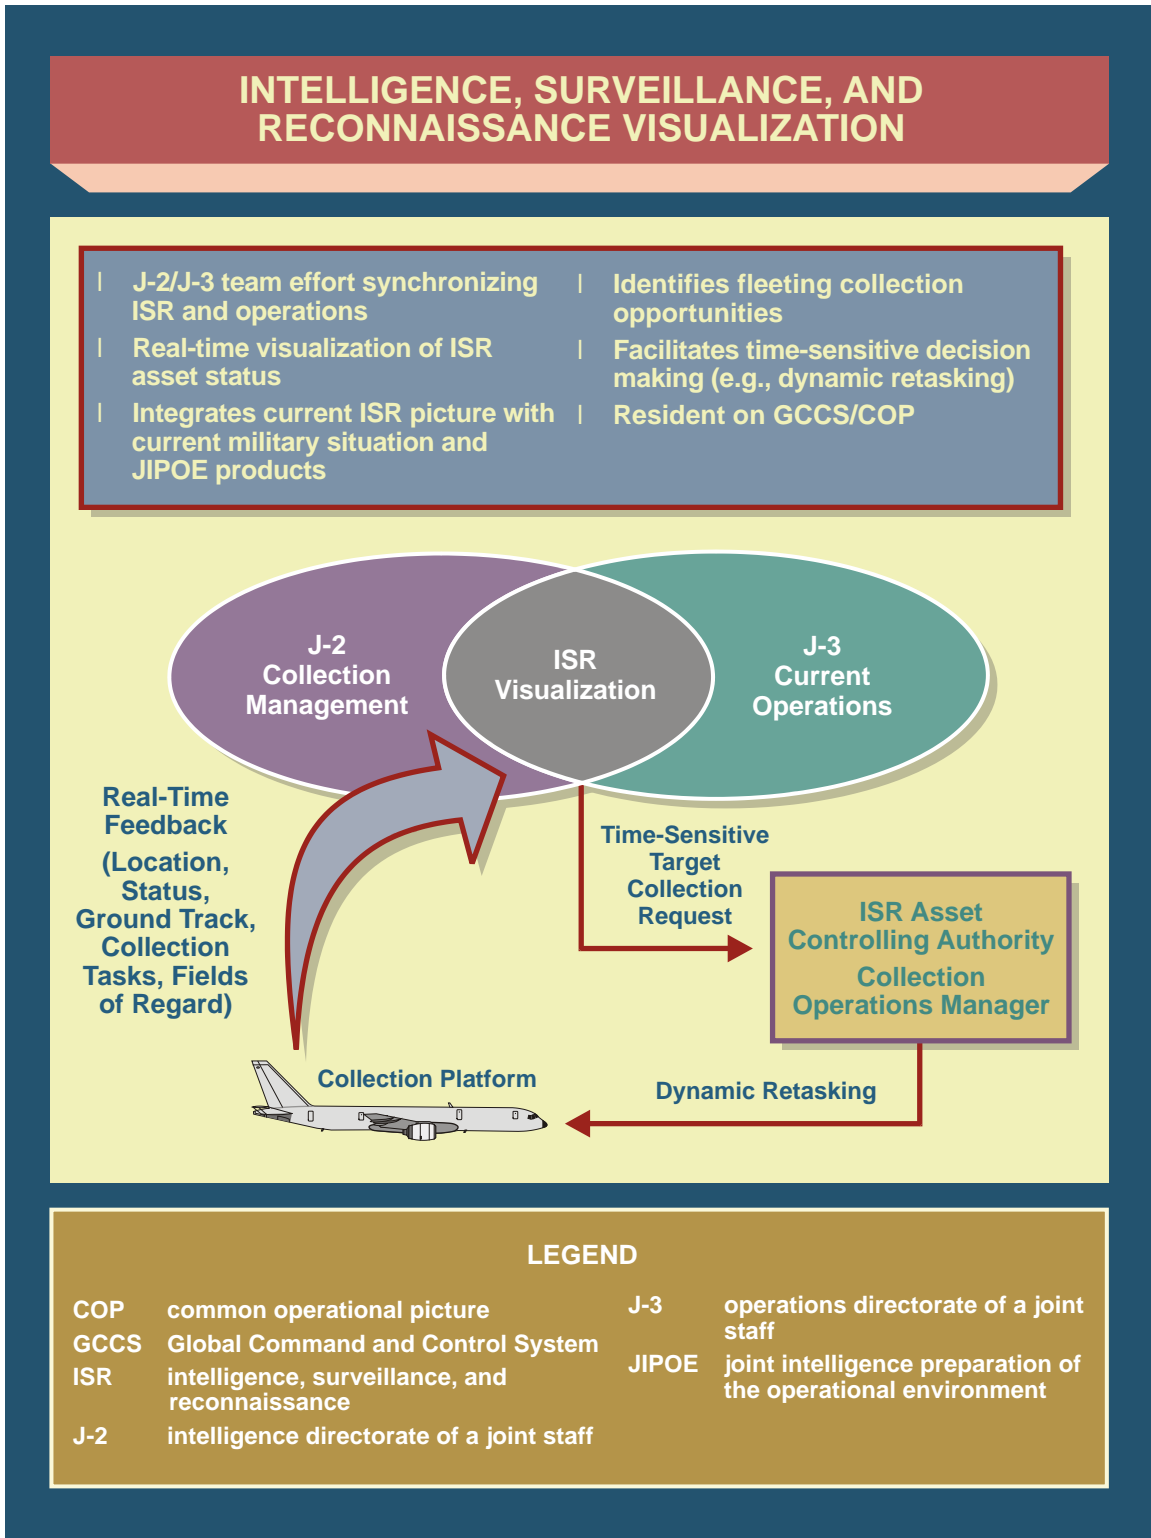 INTELLIGENCE, SURVEILLANCE, AND
RECONNAISSANCE VISUALIZATION
l J-2/J-3 team effort synchronizing
ISR and operations
l Real-time visualization of ISR
asset status
l Integrates current ISR picture with
current military situation and
JIPOE products
l Identifies fleeting collection
opportunities
l Facilitates time-sensitive decision
making (e.g., dynamic retasking)
l Resident on GCCS/COP
J-2
Collection
Management
ISR
Visualization
J-3
Current
Operations
Real-Time
Feedback
(Location,
Status,
Ground Track,
Collection
Tasks, Fields
of Regard)
Time-Sensitive
Target
Collection
Request
ISR Asset
Controlling Authority
Collection
Operations Manager
Collection Platform
Dynamic Retasking
LEGEND
COP common operational picture
GCCS Global Command and Control System
ISR intelligence, surveillance, and
reconnaissance
J-2 intelligence directorate of a joint staff
J-3 operations directorate of a joint
staff
JIPOE joint intelligence preparation of
the operational environment